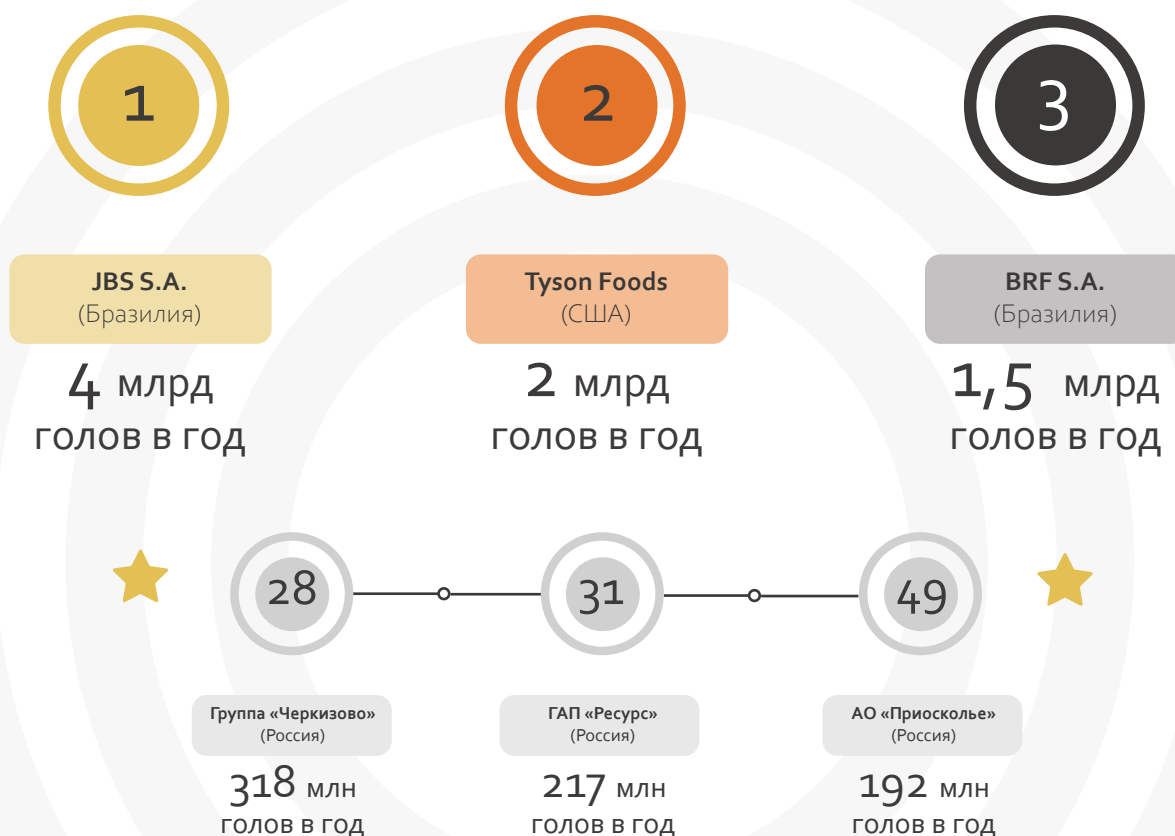 1
2
3
JBS S.A.
(Бразилия)
4 млрд
голов в год
Tyson Foods
(США)
2 млрд
голов в год
BRF S.A.
(Бразилия)
1,5 млрд
голов в год
28
31
49
Группа «Черкизово»
(Россия)
318 млн
голов в год
ГАП «Ресурс»
(Россия)
217 млн
голов в год
АО «Приосколье»
(Россия)
192 млн
голов в год